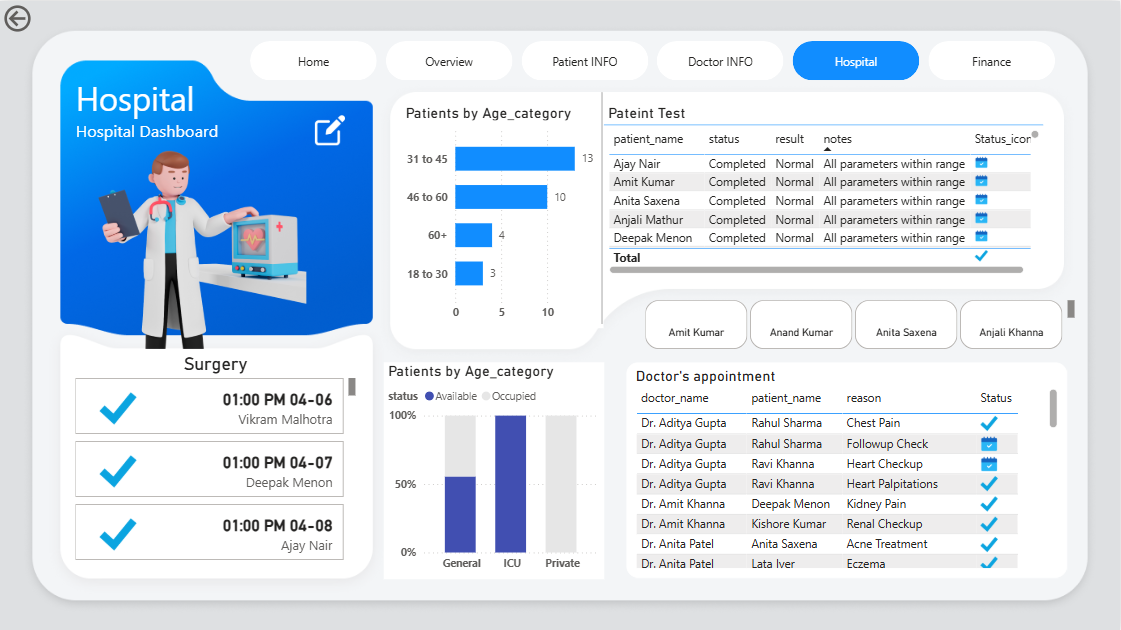 Home Overview Patient INFO Doctor INFO Hospital Finance
Hospital
Hospital Dashboard
Patients by Age_category
31 to 45 13
46 to 60 10
60+ 4
18 to 30 3
0 5 10
Pateint Test
patient_name status result notes Status_icon
Ajay Nair Completed Normal All parameters within range
Amit Kumar Completed Normal All parameters within range
Anita Saxena Completed Normal All parameters within range
Anjali Mathur Completed Normal All parameters within range
Deepak Menon Completed Normal All parameters within range
Total
Amit Kumar Anand Kumar Anita Saxena Anjali Khanna
Surgery
01:00 PM 04-06
Vikram Malhotra
01:00 PM 04-07
Deepak Menon
01:00 PM 04-08
Ajay Nair
Patients by Age_category
status Available Occupied
100%
50%
0%
General ICU Private
Doctor's appointment
doctor_name patient_name reason Status
Dr. Aditya Gupta Rahul Sharma Chest Pain
Dr. Aditya Gupta Rahul Sharma Followup Check
Dr. Aditya Gupta Ravi Khanna Heart Checkup
Dr. Aditya Gupta Ravi Khanna Heart Palpitations
Dr. Amit Khanna Deepak Menon Kidney Pain
Dr. Amit Khanna Kishore Kumar Renal Checkup
Dr. Anita Patel Anita Saxena Acne Treatment
Dr. Anita Patel Lata Iyer Eczema